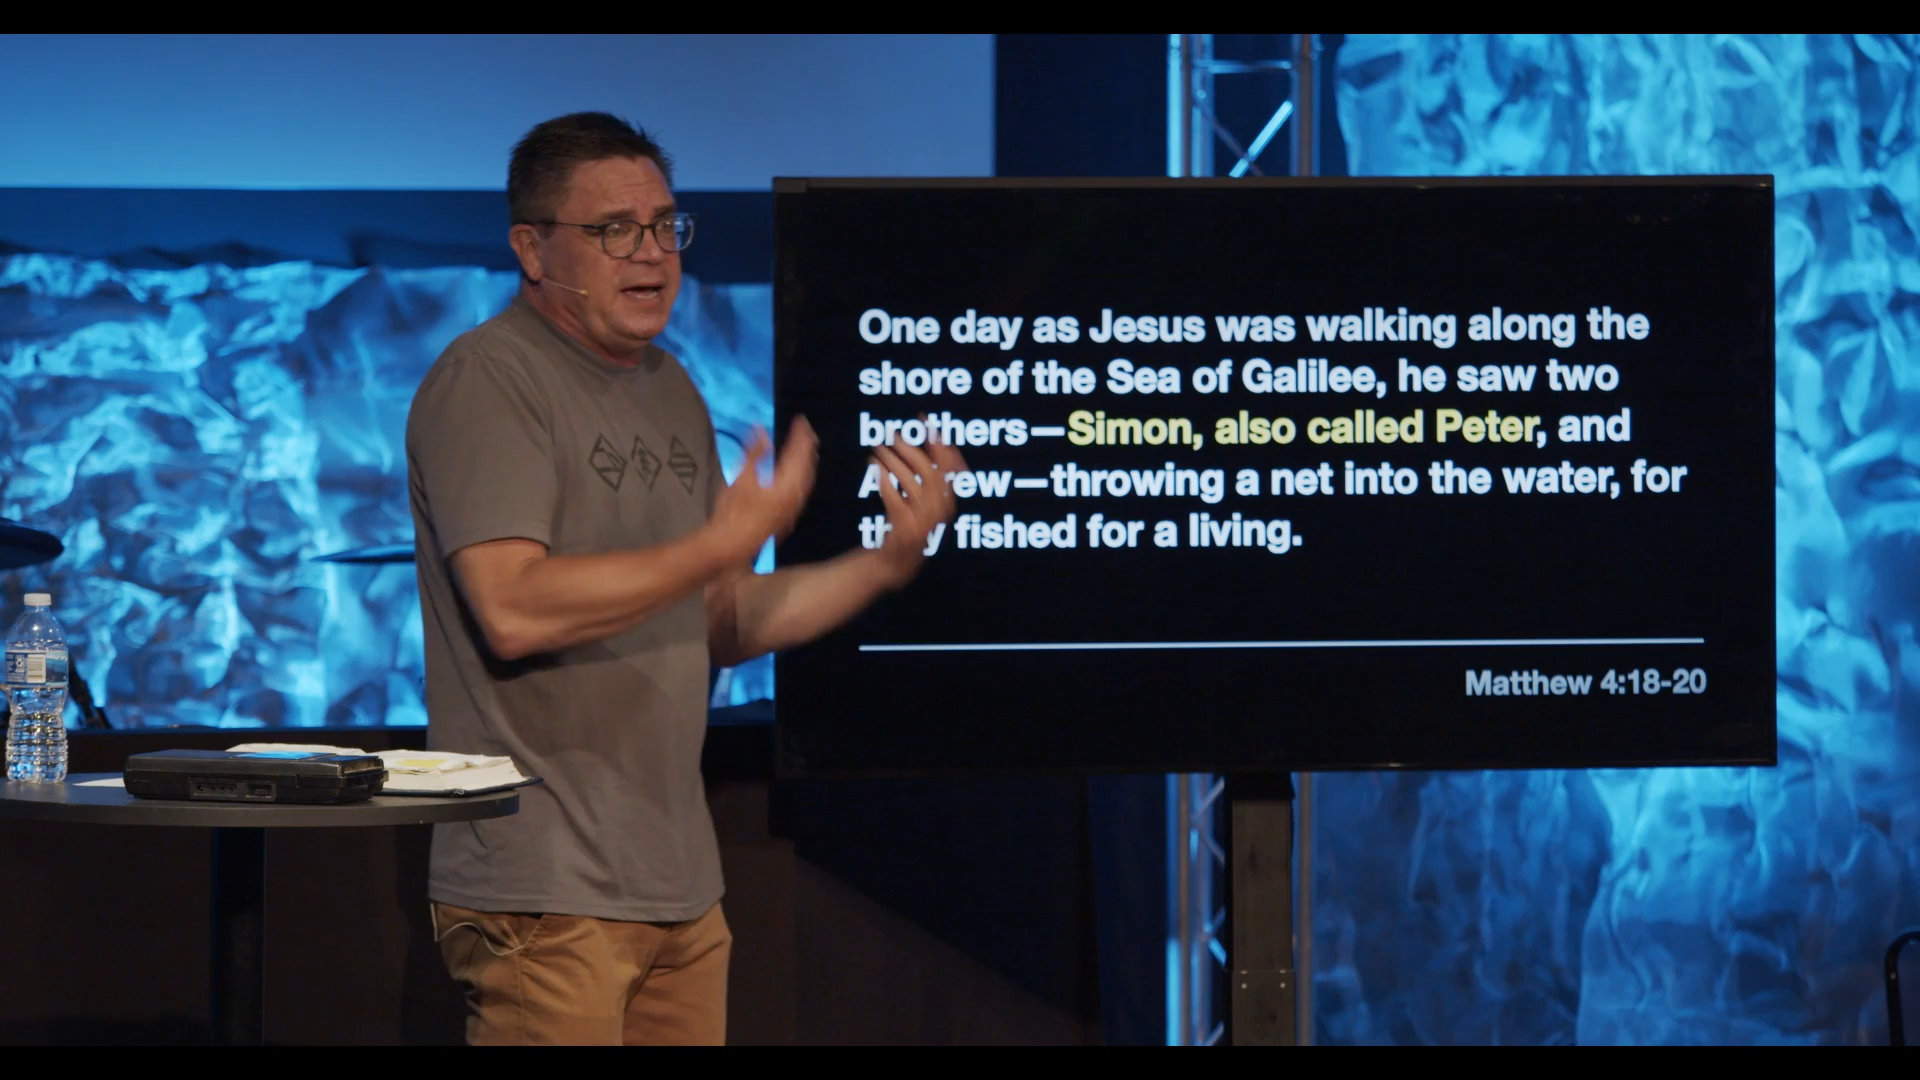 One day as Jesus was walking along the
shore of the Sea of Galilee, he saw two
brothers—Simon, also called Peter, and
throwing a net into the water, for
fished for a living.
Matthew 4:18-20